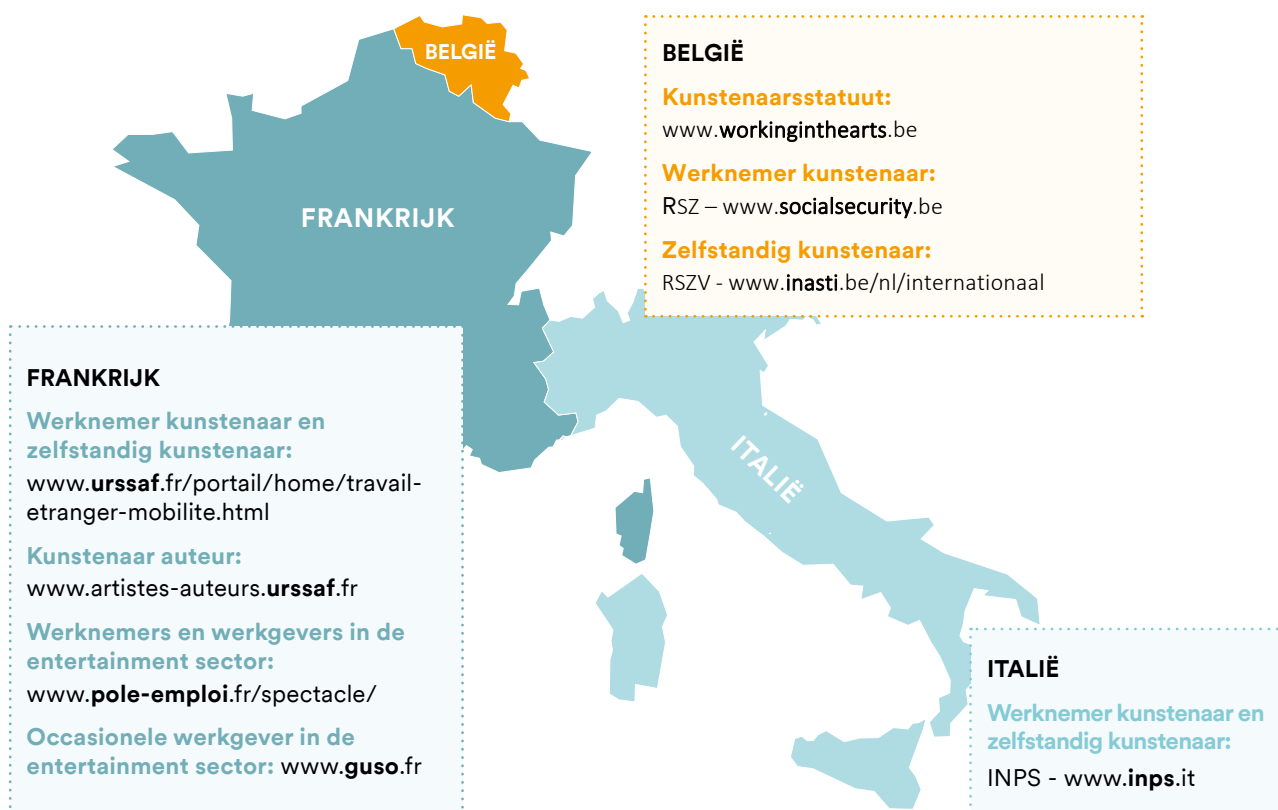 BELGIË
FRANKRIJK
ITALIË
BELGIË
Kunstenaarsstatuut:
www.workinginthearts.be
Werknemer kunstenaar:
RSZ – www.socialsecurity.be
Zelfstandig kunstenaar:
RSZV - www.inasti.be/nl/internationaal
FRANKRIJK
Werknemer kunstenaar en
zelfstandig kunstenaar:
www.urssaf.fr/portail/home/travail-
etranger-mobilite.html
Kunstenaar auteur:
www.artistes-auteurs.urssaf.fr
Werknemers en werkgevers in de
entertainment sector:
www.pole-emploi.fr/spectacle/
Occasionele werkgever in de
entertainment sector: www.guso.fr
ITALIË
Werknemer kunstenaar en
zelfstandig kunstenaar:
INPS - www.inps.it